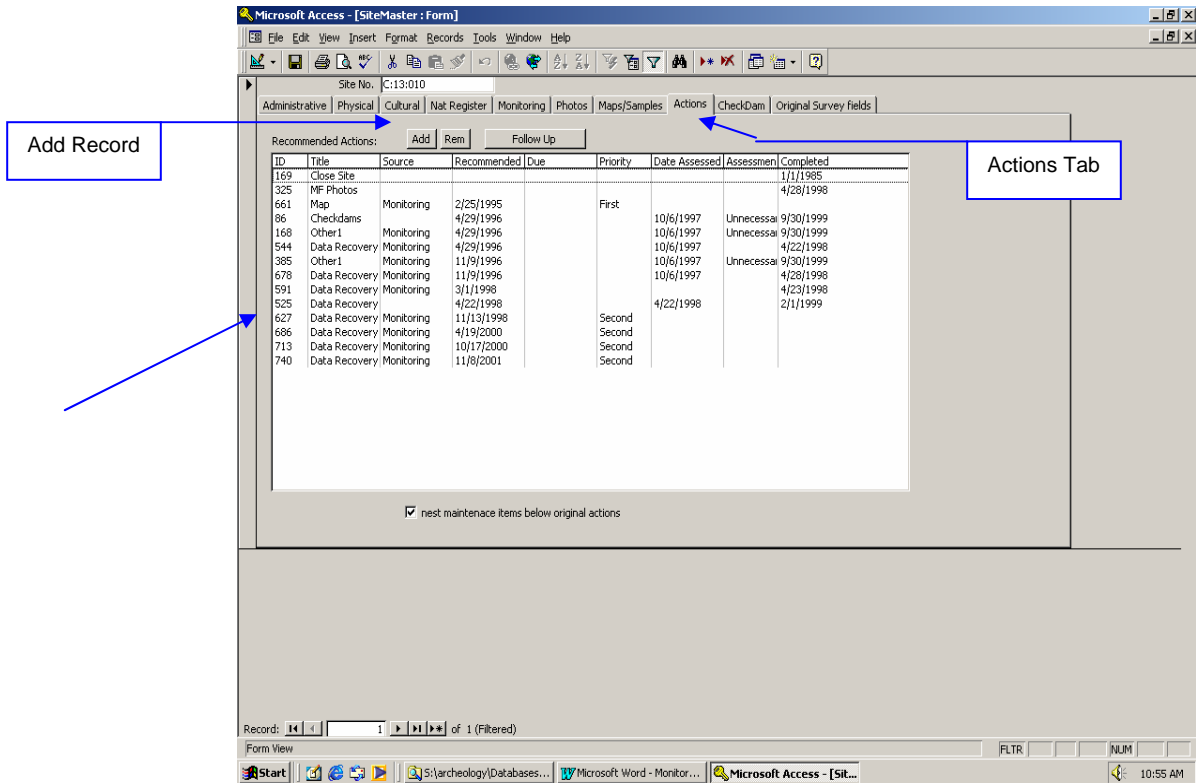 Microsoft Access - [SiteMaster : Form]
File Edit View Insert Format Records Tools Window Help
Site No. C:13:010
Administrative Physical Cultural Nat Register Monitoring Photos Maps/Samples Actions CheckDam Original Survey fields
Add Record
Actions Tab
Recommended Actions: Add Rem Follow Up
ID Title Source Recommended Due Priority Date Assessed Assessmen Completed
169 Close Site 1/1/1985
325 MF Photos 4/28/1998
661 Map Monitoring 2/25/1995 First
86 Checkdams 4/29/1996 10/6/1997 Unnecessar 9/30/1999
168 Other1 Monitoring 4/29/1996 10/6/1997 Unnecessar 9/30/1999
544 Data Recovery Monitoring 4/29/1996 10/6/1997 4/22/1998
385 Other1 Monitoring 11/9/1996 10/6/1997 Unnecessar 9/30/1999
678 Data Recovery Monitoring 11/9/1996 10/6/1997 4/28/1998
591 Data Recovery Monitoring 3/1/1998 4/23/1998
525 Data Recovery 4/22/1998 4/22/1998 2/1/1999
627 Data Recovery Monitoring 11/13/1998 Second
686 Data Recovery Monitoring 4/19/2000 Second
713 Data Recovery Monitoring 10/17/2000 Second
740 Data Recovery Monitoring 11/8/2001 Second
nest maintenace items below original actions
Record: 1 of 1 (Filtered)
Form View FLTR NUM
Start S:\archeology\Databases... Microsoft Word - Monitor... Microsoft Access - [Sit... 10:55 AM